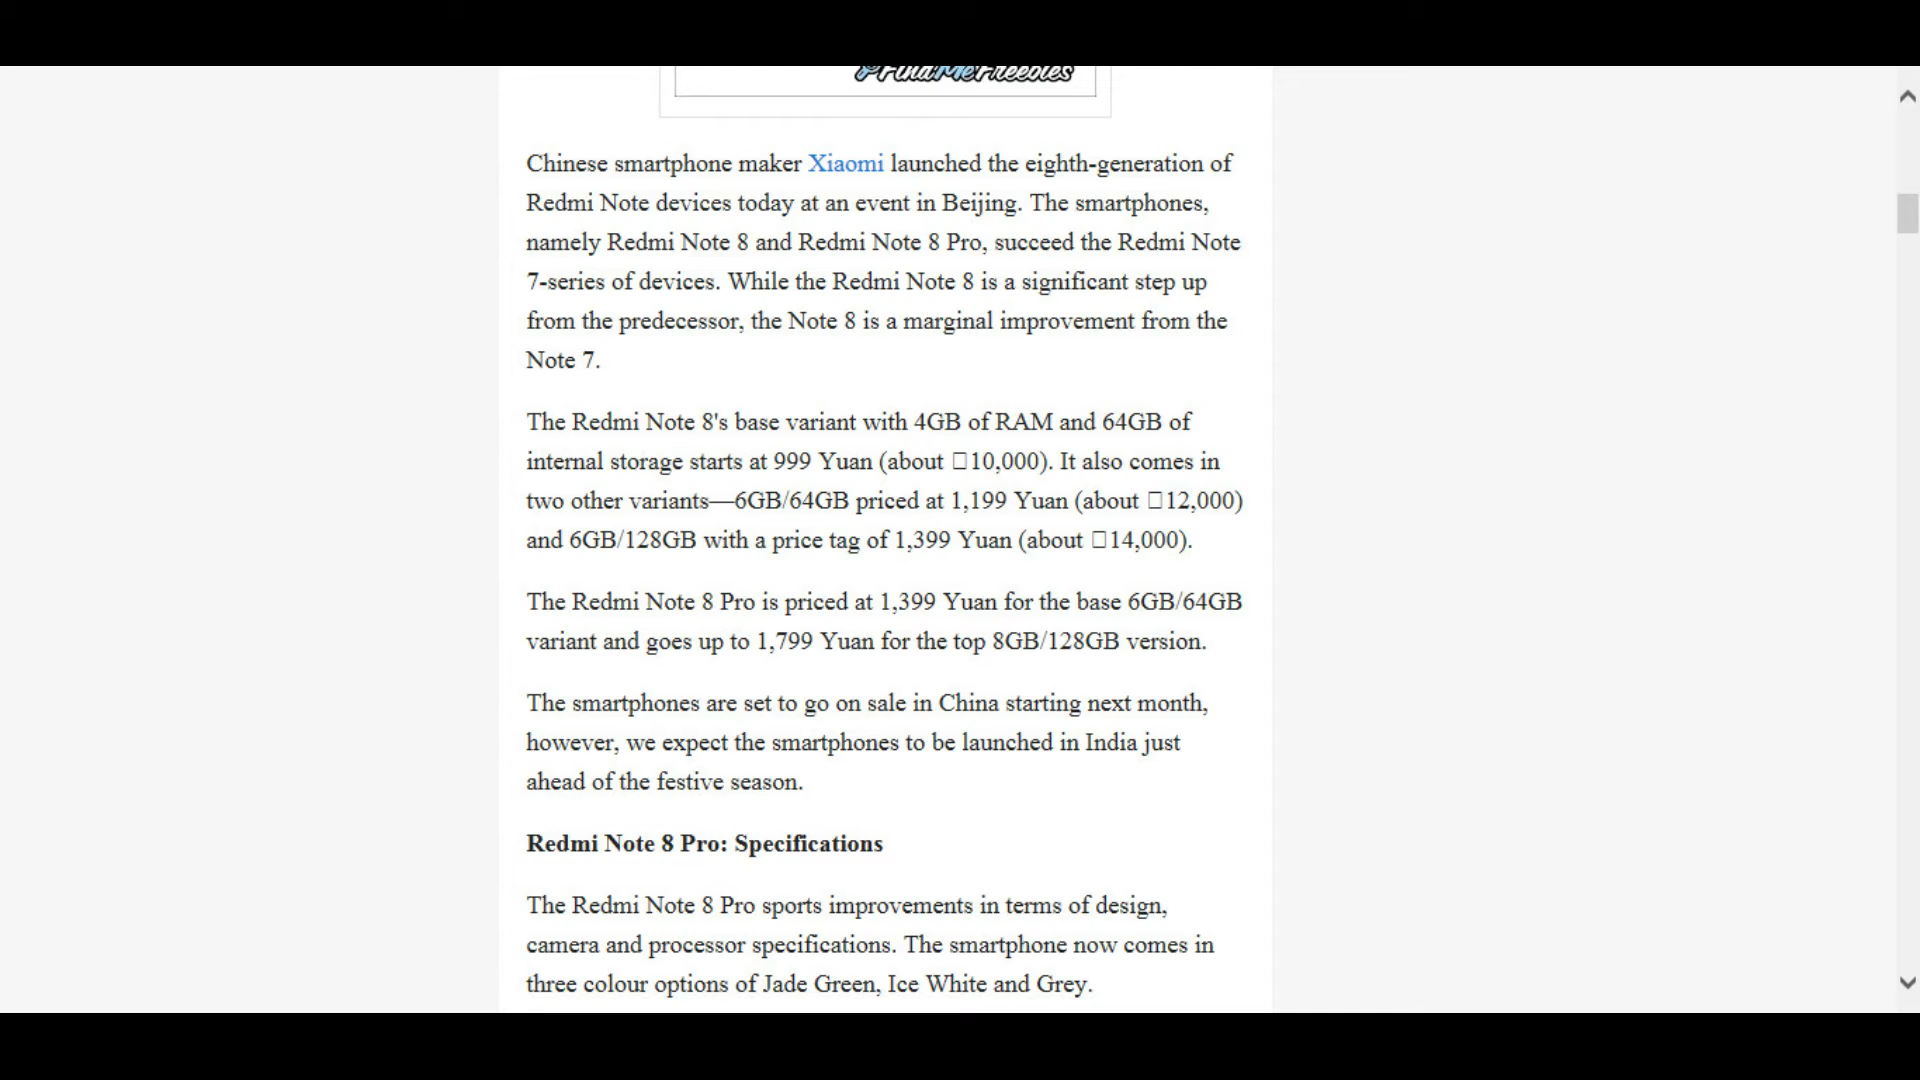 @FindMeFreebies
Chinese smartphone maker Xiaomi launched the eighth-generation of
Redmi Note devices today at an event in Beijing. The smartphones,
namely Redmi Note 8 and Redmi Note 8 Pro, succeed the Redmi Note
7-series of devices. While the Redmi Note 8 is a significant step up
from the predecessor, the Note 8 is a marginal improvement from the
Note 7.
The Redmi Note 8's base variant with 4GB of RAM and 64GB of
internal storage starts at 999 Yuan (about □10,000). It also comes in
two other variants—6GB/64GB priced at 1,199 Yuan (about □12,000)
and 6GB/128GB with a price tag of 1,399 Yuan (about □14,000).
The Redmi Note 8 Pro is priced at 1,399 Yuan for the base 6GB/64GB
variant and goes up to 1,799 Yuan for the top 8GB/128GB version.
The smartphones are set to go on sale in China starting next month,
however, we expect the smartphones to be launched in India just
ahead of the festive season.
Redmi Note 8 Pro: Specifications
The Redmi Note 8 Pro sports improvements in terms of design,
camera and processor specifications. The smartphone now comes in
three colour options of Jade Green, Ice White and Grey.